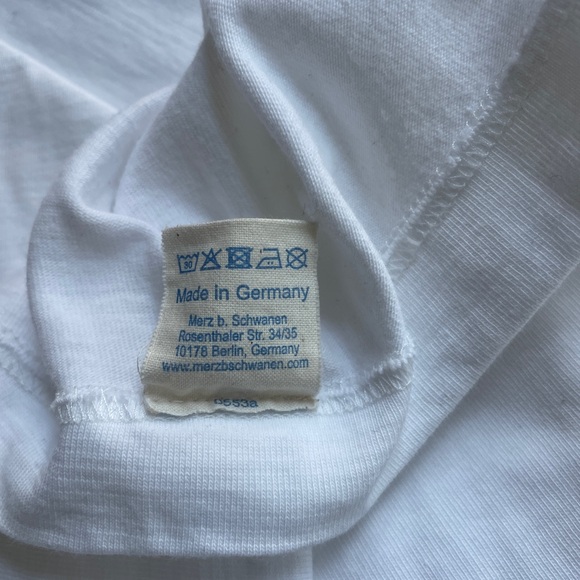 Made in Germany
Merz b. Schwanen
Rosenthaler Str. 34/35
10178 Berlin, Germany
www.merzbschwanen.com